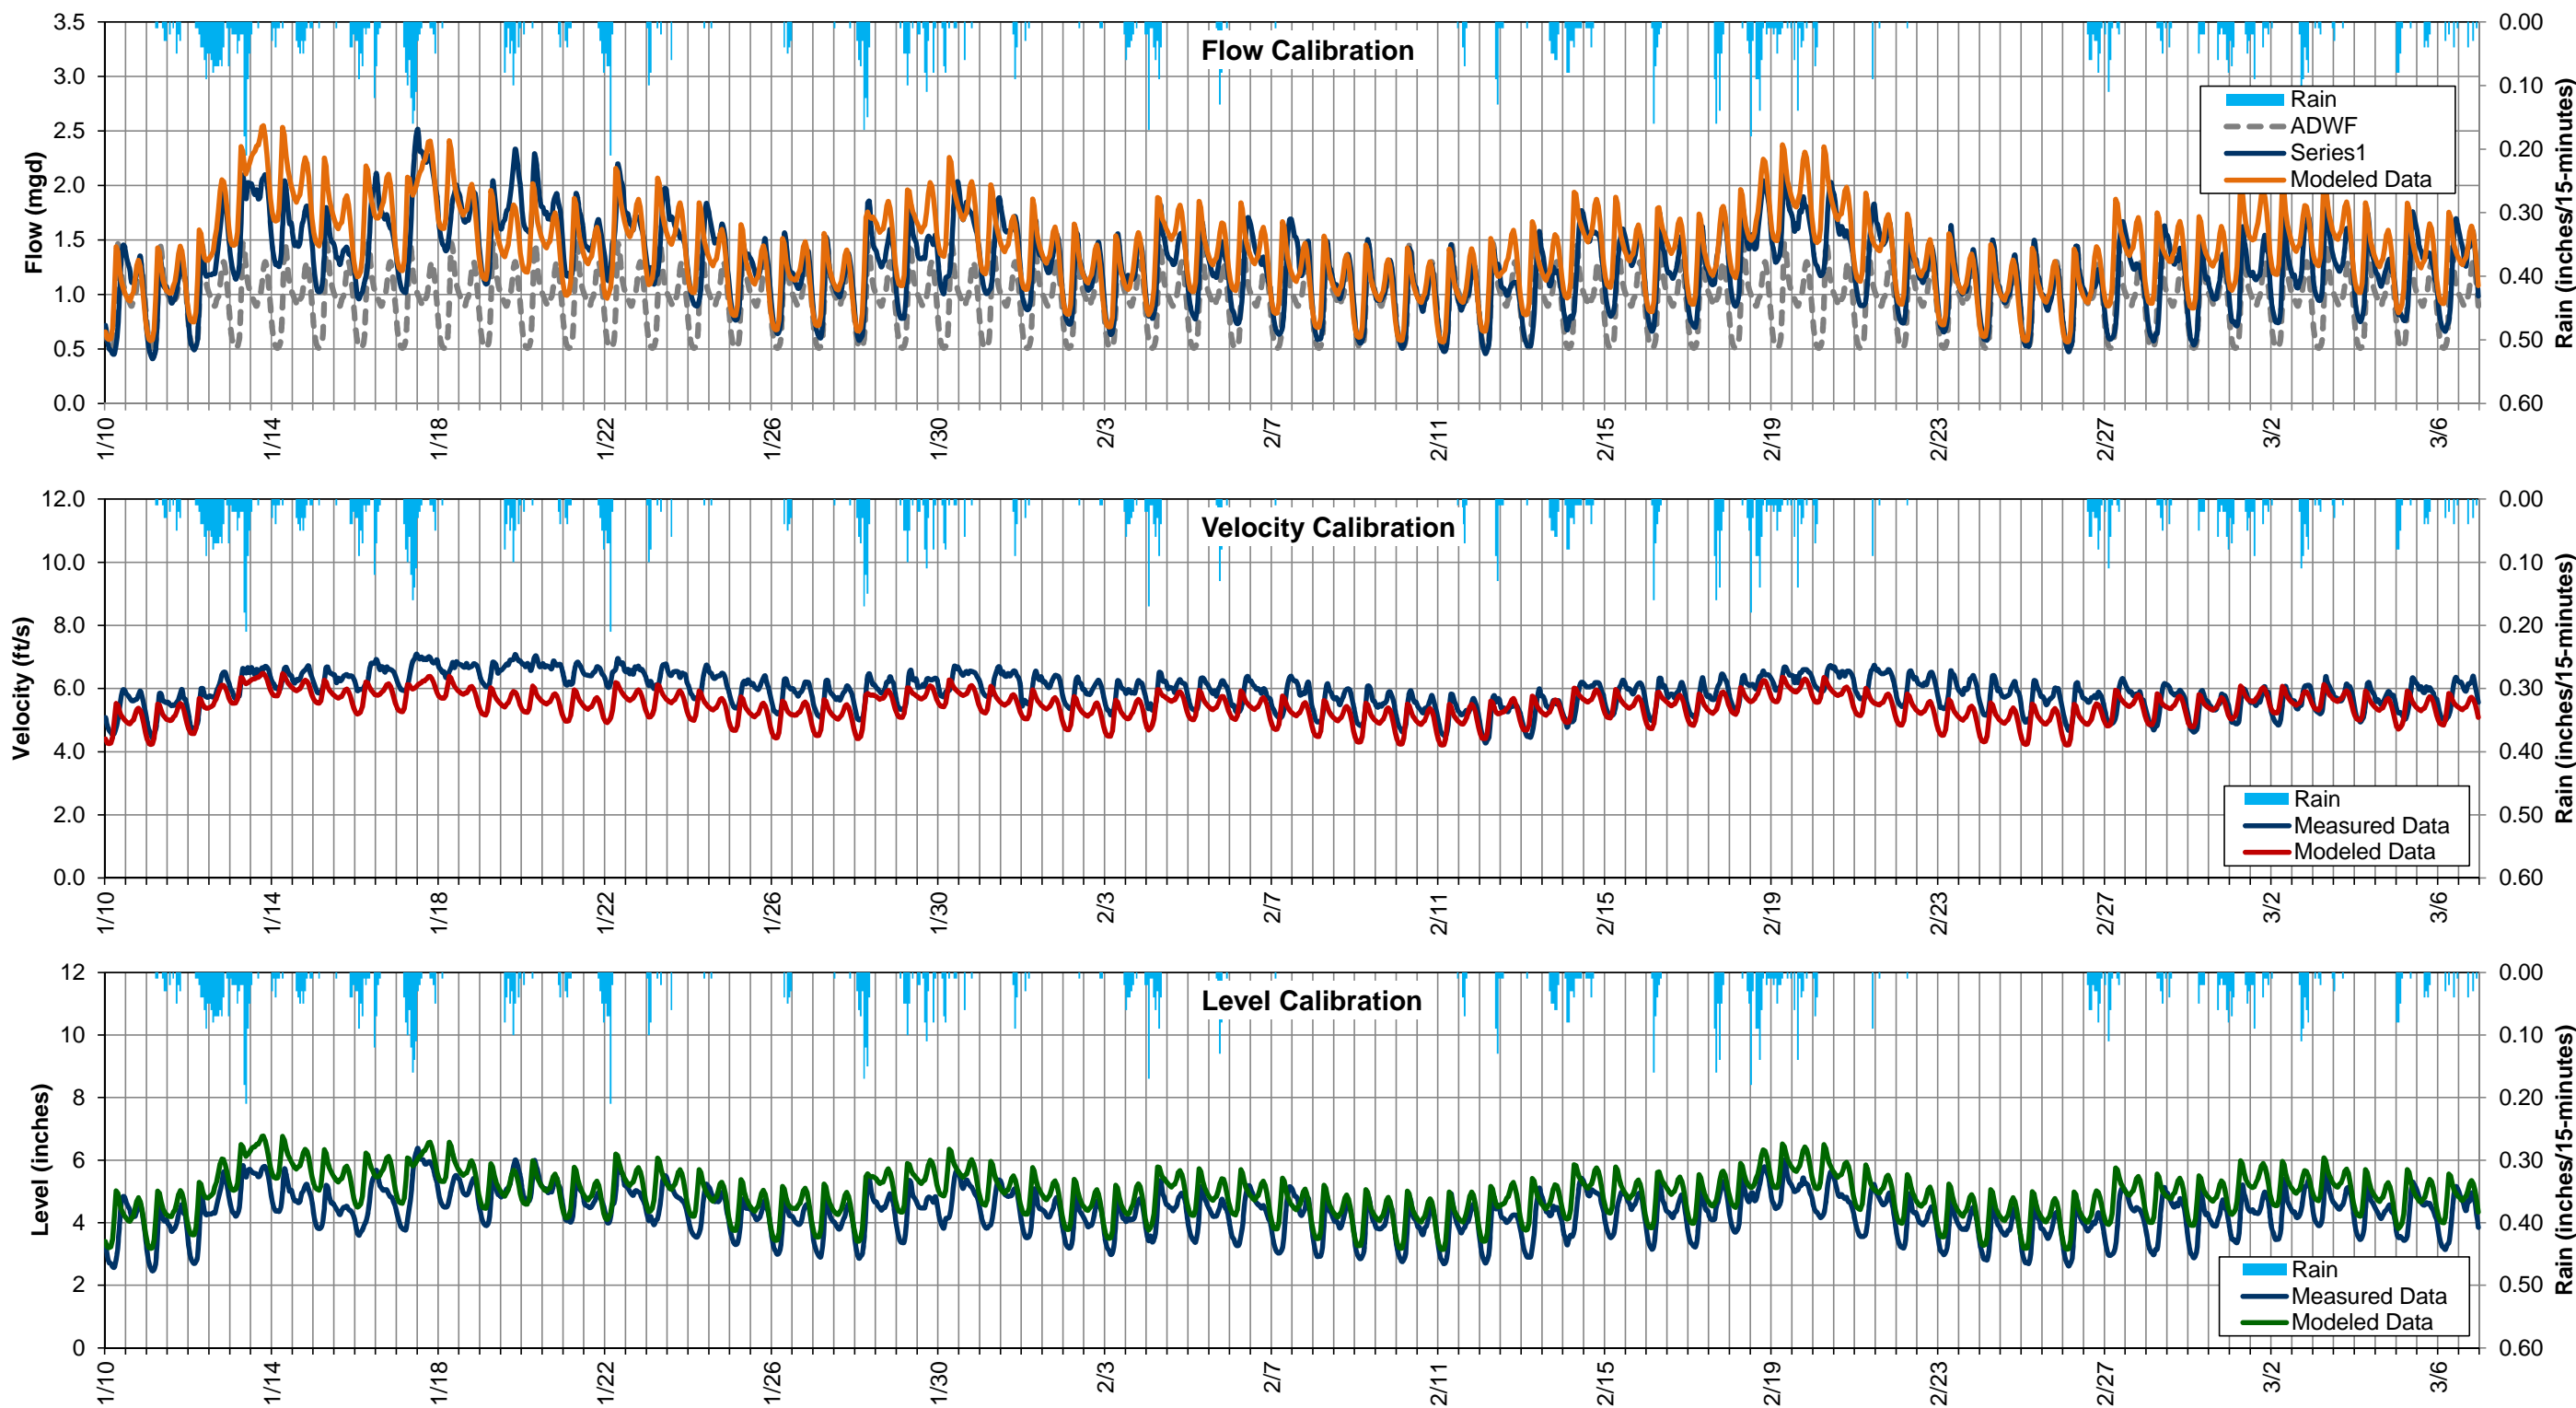 Flow Calibration
3.5
3.0
2.5
2.0
1.5
1.0
0.5
0.0
Flow (mgd)
0.00
0.10
0.20
0.30
0.40
0.50
0.60
Rain (inches/15-minutes)
Rain
ADWF
Series1
Modeled Data
1/10 1/14 1/18 1/22 1/26 1/30 2/3 2/7 2/11 2/15 2/19 2/23 2/27 3/2 3/6
Velocity Calibration
12.0
10.0
8.0
6.0
4.0
2.0
0.0
Velocity (ft/s)
0.00
0.10
0.20
0.30
0.40
0.50
0.60
Rain (inches/15-minutes)
Rain
Measured Data
Modeled Data
1/10 1/14 1/18 1/22 1/26 1/30 2/3 2/7 2/11 2/15 2/19 2/23 2/27 3/2 3/6
Level Calibration
12
10
8
6
4
2
0
Level (inches)
0.00
0.10
0.20
0.30
0.40
0.50
0.60
Rain (inches/15-minutes)
Rain
Measured Data
Modeled Data
1/10 1/14 1/18 1/22 1/26 1/30 2/3 2/7 2/11 2/15 2/19 2/23 2/27 3/2 3/6